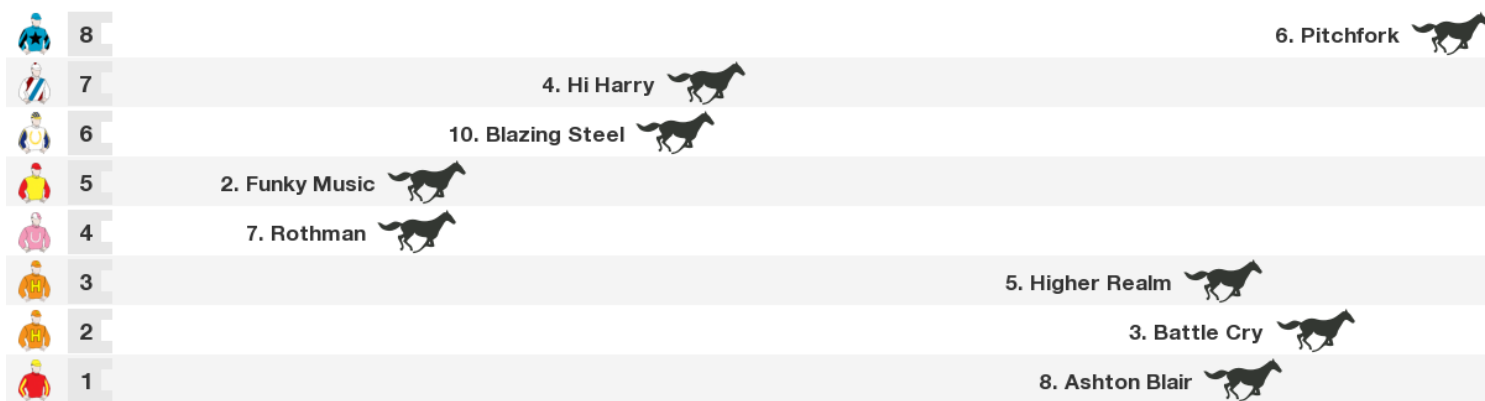 8 6. Pitchfork
7 4. Hi Harry
6 10. Blazing Steel
5 2. Funky Music
4 7. Rothman
H 3 5. Higher Realm
H 2 3. Battle Cry
1 8. Ashton Blair